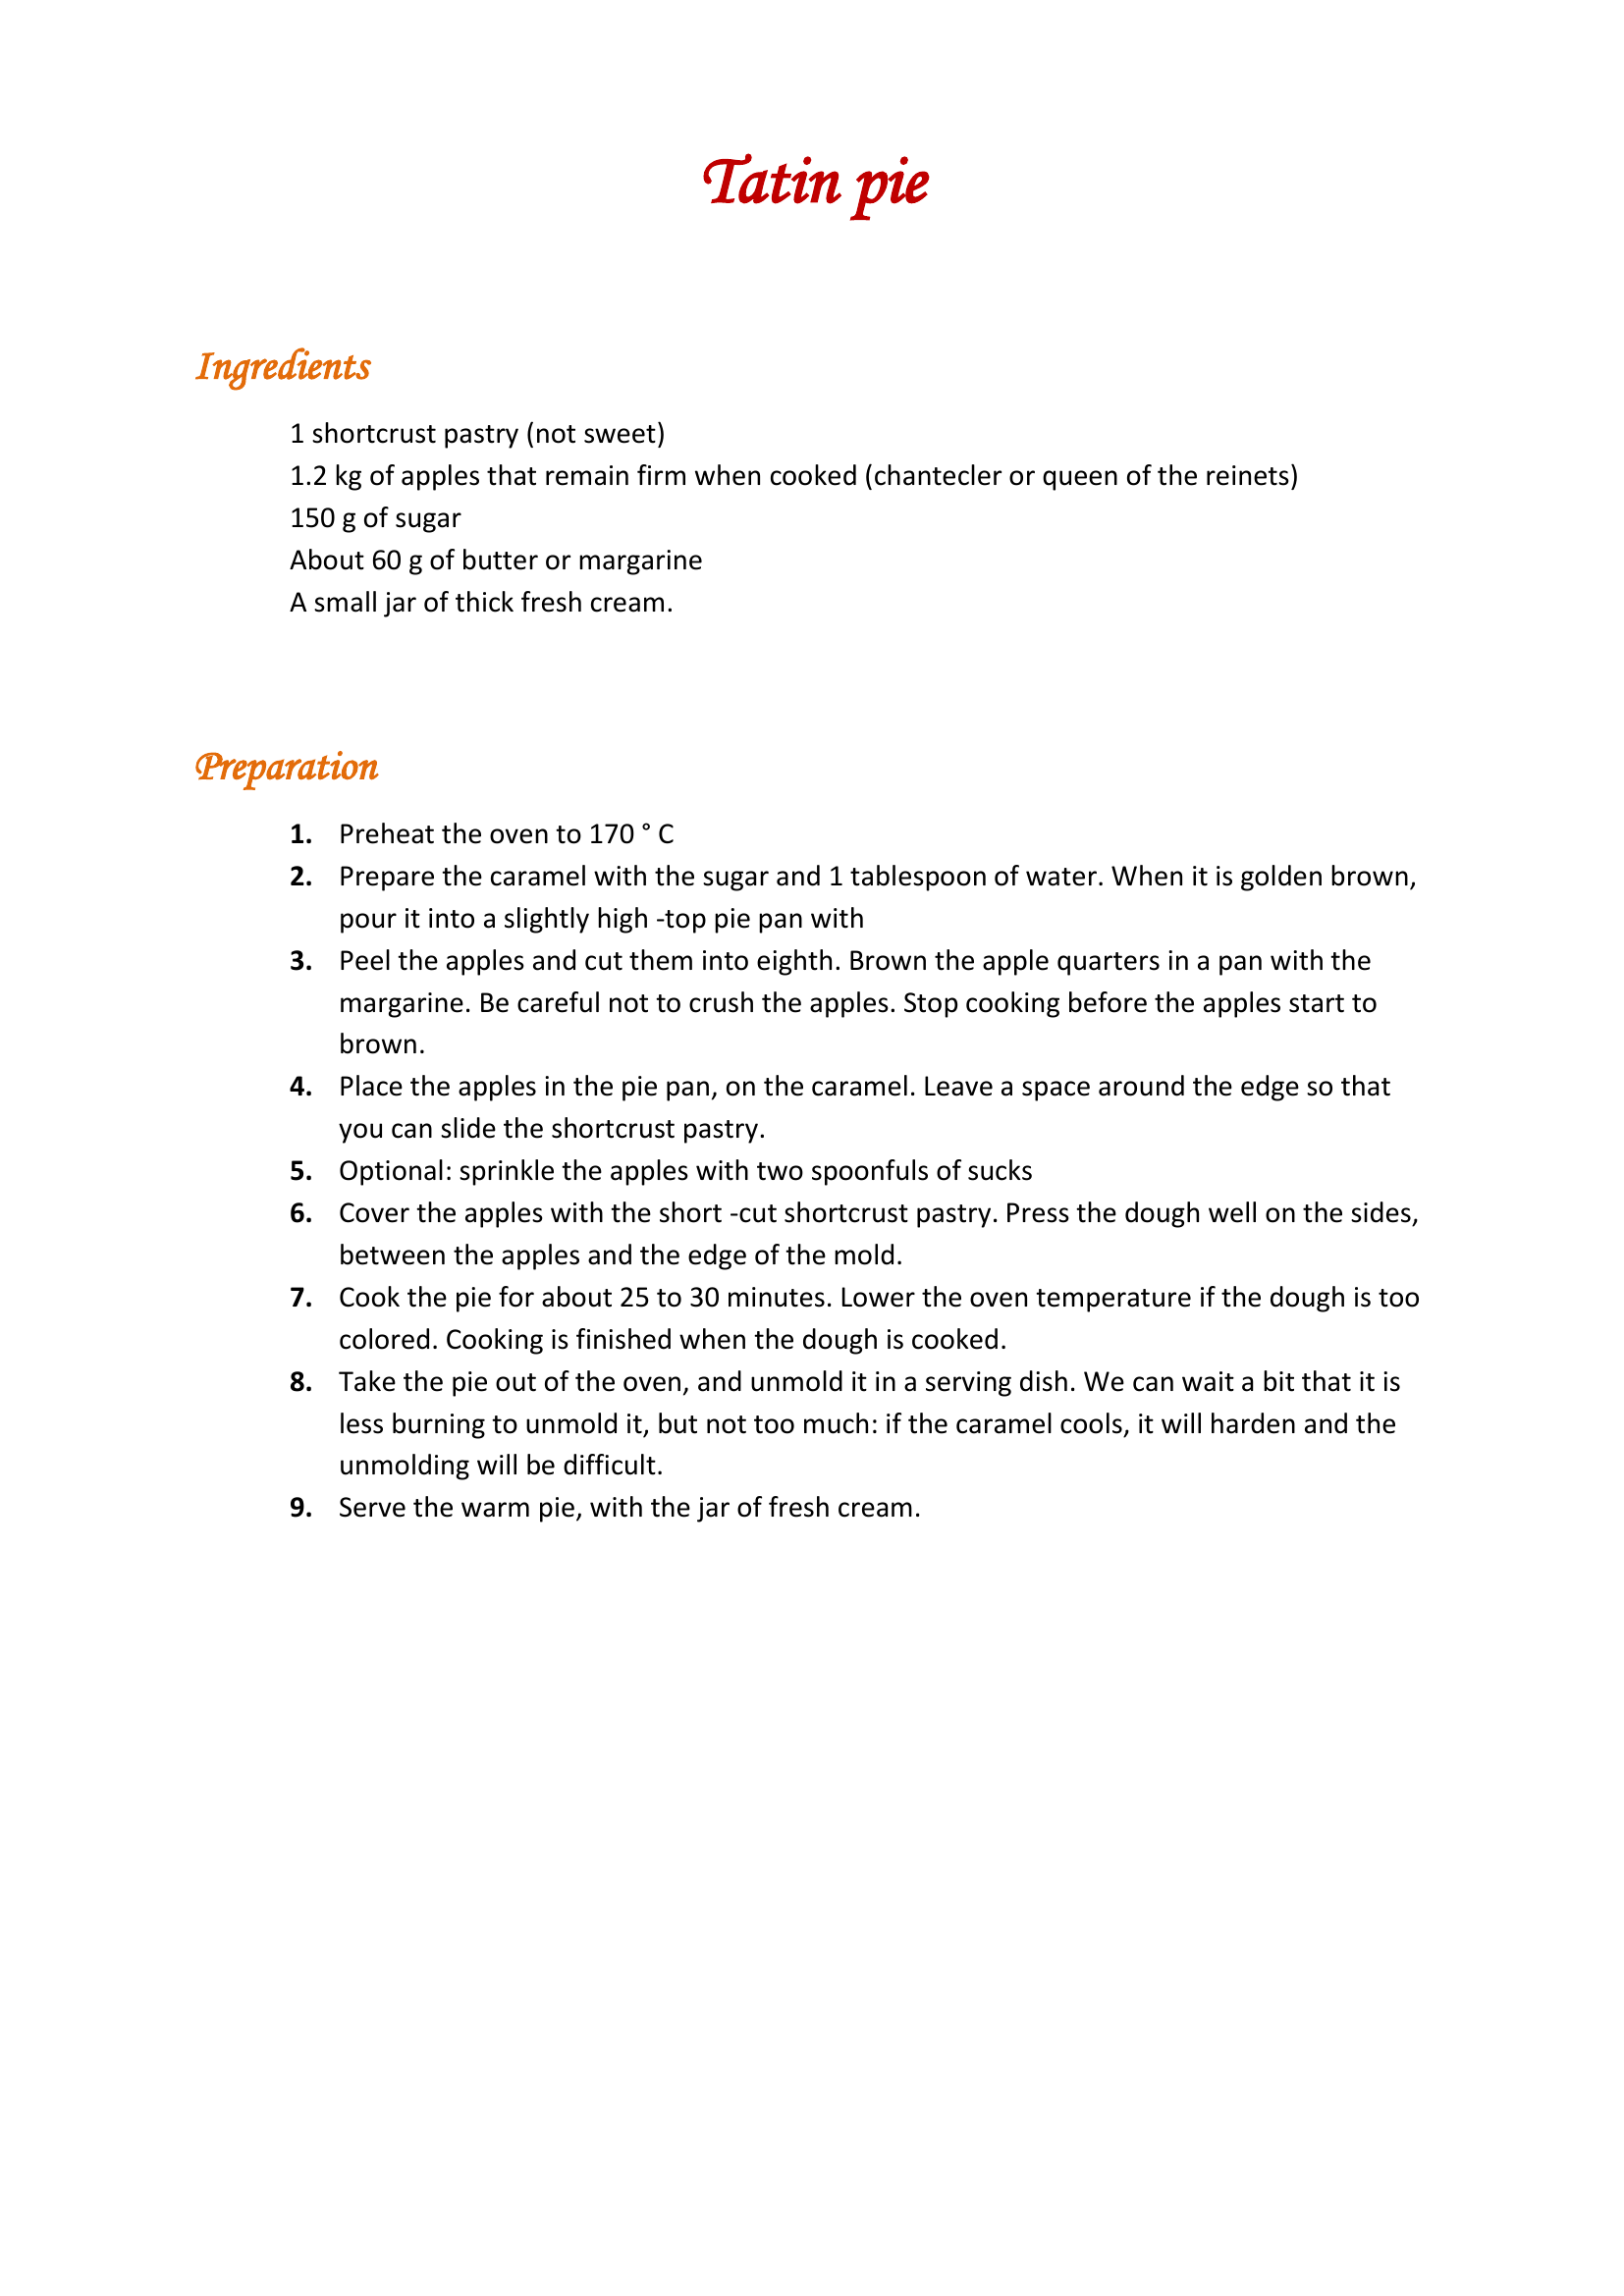 Tatin pie
Ingredients
1 shortcrust pastry (not sweet)
1.2 kg of apples that remain firm when cooked (chantecler or queen of the reinets)
150 g of sugar
About 60 g of butter or margarine
A small jar of thick fresh cream.
Preparation
1. Preheat the oven to 170 ° C
2. Prepare the caramel with the sugar and 1 tablespoon of water. When it is golden brown,
pour it into a slightly high -top pie pan with
3. Peel the apples and cut them into eighth. Brown the apple quarters in a pan with the
margarine. Be careful not to crush the apples. Stop cooking before the apples start to
brown.
4. Place the apples in the pie pan, on the caramel. Leave a space around the edge so that
you can slide the shortcrust pastry.
5. Optional: sprinkle the apples with two spoonfuls of sucks
6. Cover the apples with the short -cut shortcrust pastry. Press the dough well on the sides,
between the apples and the edge of the mold.
7. Cook the pie for about 25 to 30 minutes. Lower the oven temperature if the dough is too
colored. Cooking is finished when the dough is cooked.
8. Take the pie out of the oven, and unmold it in a serving dish. We can wait a bit that it is
less burning to unmold it, but not too much: if the caramel cools, it will harden and the
unmolding will be difficult.
9. Serve the warm pie, with the jar of fresh cream.